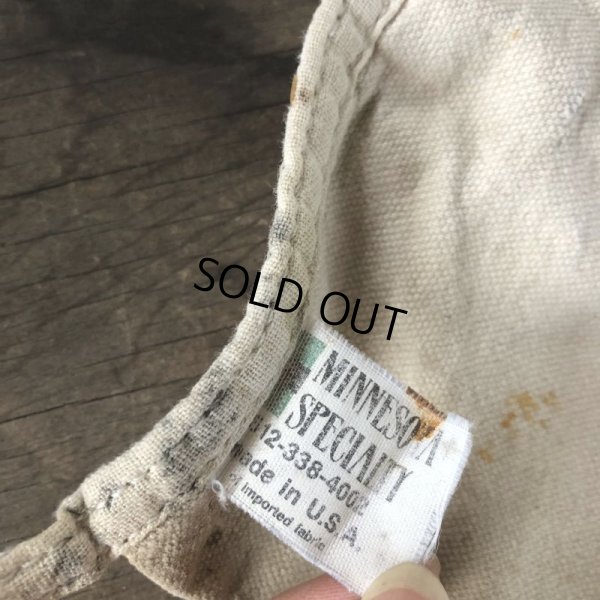 SOLD OUT
MINNESOTA
SPECIALTY
612-338-4002
Made in U.S.A.
of imported fabric